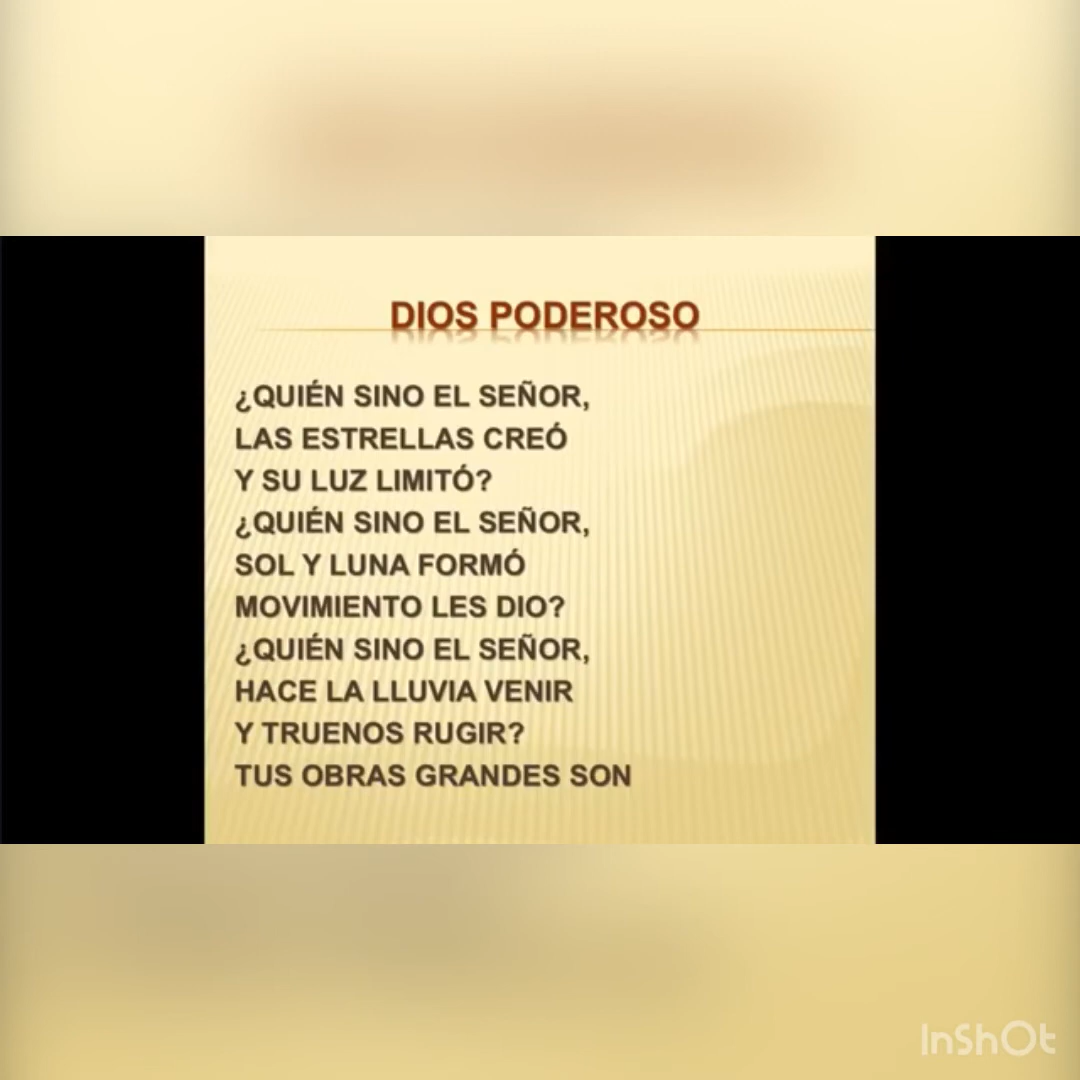 DIOS PODEROSO
¿QUIÉN SINO EL SEÑOR,
LAS ESTRELLAS CREÓ
Y SU LUZ LIMITÓ?
¿QUIÉN SINO EL SEÑOR,
SOL Y LUNA FORMÓ
MOVIMIENTO LES DIO?
¿QUIÉN SINO EL SEÑOR,
HACE LA LLUVIA VENIR
Y TRUENOS RUGIR?
TUS OBRAS GRANDES SON
InShOt